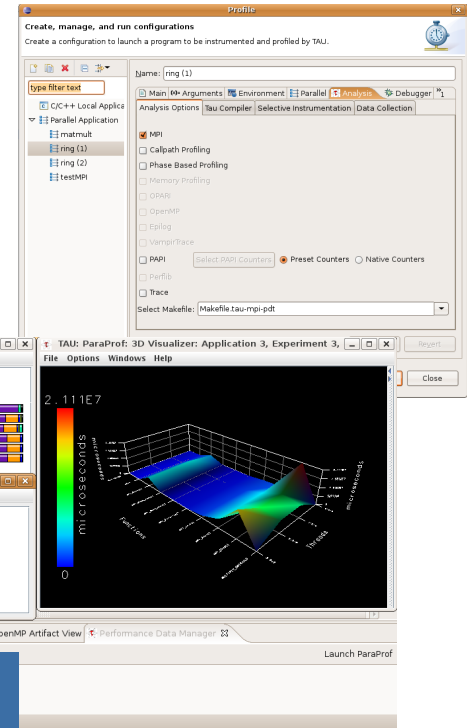 Profile
Create, manage, and run configurations
Create a configuration to launch a program to be instrumented and profiled by TAU.
type filter text
C/C++ Local Applica
Parallel Application
matmult
ring (1)
ring (2)
testMPI
Name: ring (1)
Main Arguments Environment Parallel Analysis Debugger »1
Analysis Options Tau Compiler Selective Instrumentation Data Collection
MPI
Callpath Profiling
Phase Based Profiling
Memory Profiling
OPARI
OpenMP
Epilog
VampirTrace
PAPI Select PAPI Counters Preset Counters Native Counters
Perflib
Trace
Select Makefile: Makefile.tau-mpi-pdt
Revert
Close
TAU: ParaProf: 3D Visualizer: Application 3, Experiment 3,
File Options Windows Help
2.111E7
microseconds
0
microseconds
Functions
Threads
microseconds
penMP Artifact View Performance Data Manager
Launch ParaProf